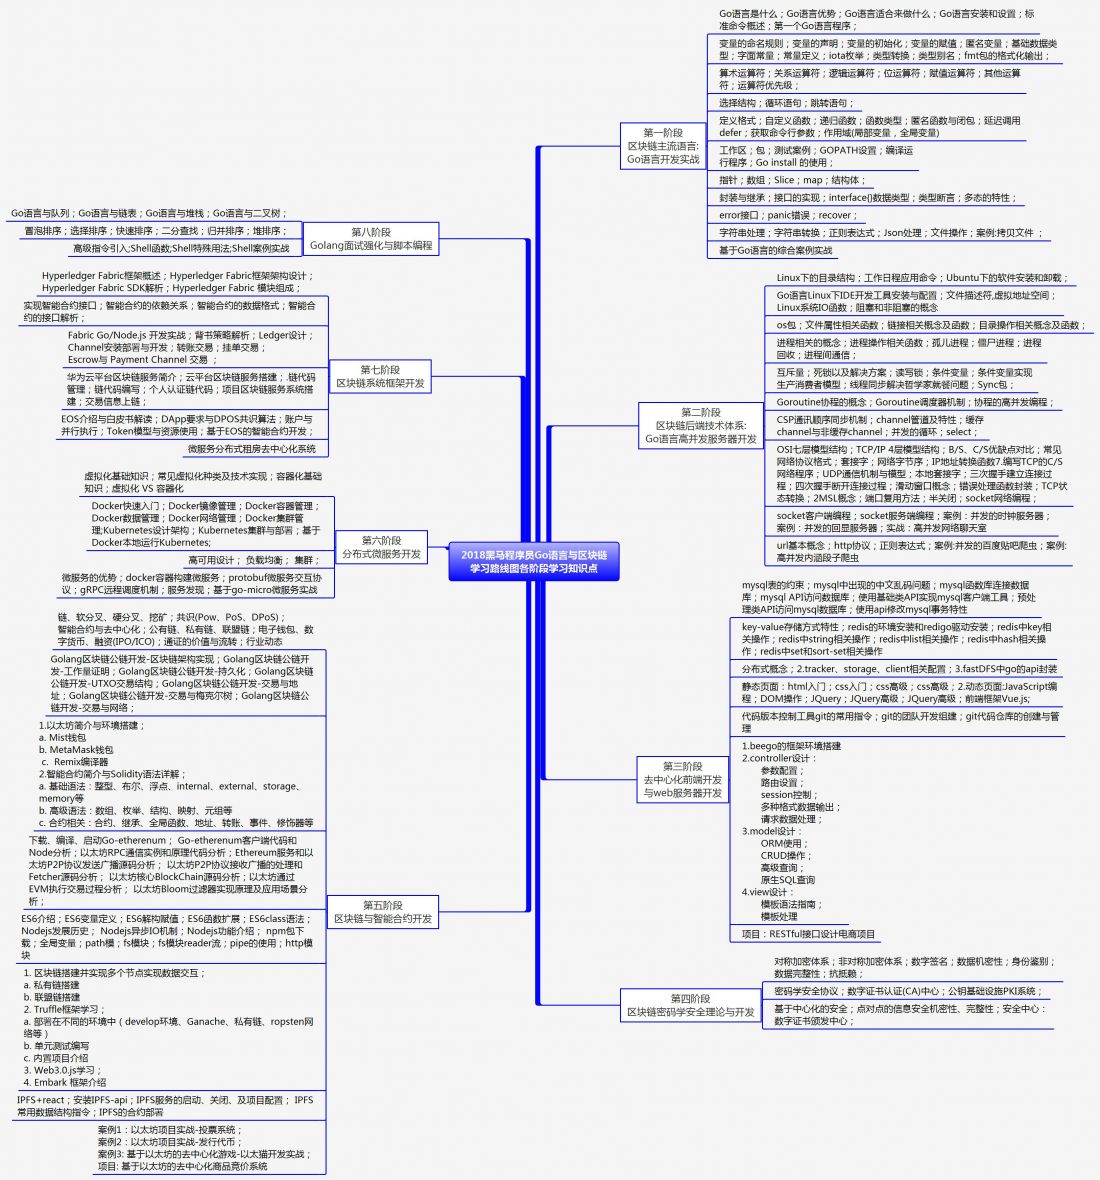 2018黑马程序员Go语言与区块链
学习路线图各阶段学习知识点
第一阶段
区块链主流语言:
Go语言开发实战
Go语言是什么；Go语言优势；Go语言适合来做什么；Go语言安装和设置；标
准命令概述；第一个Go语言程序；
变量的命名规则；变量的声明；变量的初始化；变量的赋值；匿名变量；基础数据类
型；字面常量；常量定义；iota枚举；类型转换；类型别名；fmt包的格式化输出；
算术运算符；关系运算符；逻辑运算符；位运算符；赋值运算符；其他运算
符；运算符优先级；
选择结构；循环语句；跳转语句；
定义格式；自定义函数；递归函数；函数类型；匿名函数与闭包；延迟调用
defer；获取命令行参数；作用域(局部变量，全局变量)
工作区；包；测试案例；GOPATH设置；编译运
行程序；Go install 的使用；
指针；数组；Slice；map；结构体；
封装与继承；接口的实现；interface{}数据类型；类型断言；多态的特性；
error接口；panic错误；recover；
字符串处理；字符串转换；正则表达式；Json处理；文件操作；案例:拷贝文件 ；
基于Go语言的综合案例实战
第二阶段
区块链后端技术体系:
Go语言高并发服务器开发
Linux下的目录结构；工作日程应用命令；Ubuntu下的软件安装和卸载；
Go语言Linux下IDE开发工具安装与配置；文件描述符,虚拟地址空间；
Linux系统IO函数；阻塞和非阻塞的概念
os包；文件属性相关函数；链接相关概念及函数；目录操作相关概念及函数；
进程相关的概念；进程操作相关函数；孤儿进程；僵尸进程；进程
回收；进程间通信；
互斥量；死锁以及解决方案；读写锁；条件变量；条件变量实现
生产消费者模型；线程同步解决哲学家就餐问题；Sync包；
Goroutine协程的概念；Goroutine调度器机制；协程的高并发编程；
CSP通讯顺序同步机制；channel管道及特性；缓存
channel与非缓存channel；并发的循环；select；
OSI七层模型结构；TCP/IP 4层模型结构；B/S、C/S优缺点对比；常见
网络协议格式；套接字；网络字节序；IP地址转换函数7.编写TCP的C/S
网络程序；UDP通信机制与模型；本地套接字；三次握手建立连接过
程；四次握手断开连接过程；滑动窗口概念；错误处理函数封装；TCP状
态转换；2MSL概念；端口复用方法；半关闭；socket网络编程；
socket客户端编程；socket服务端编程；案例：并发的时钟服务器；
案例：并发的回显服务器；实战：高并发网络聊天室
url基本概念；http协议；正则表达式；案例:并发的百度贴吧爬虫；案例:
高并发内涵段子爬虫
第三阶段
去中心化前端开发
与web服务器开发
mysql表的约束；mysql中出现的中文乱码问题；mysql函数库连接数据
库；mysql API访问数据库；使用基础类API实现mysql客户端工具；预处
理类API访问mysql数据库；使用api修改mysql事务特性
key-value存储方式特性；redis的环境安装和redigo驱动安装；redis中key相
关操作；redis中string相关操作；redis中list相关操作；redis中hash相关操
作；redis中set和sort-set相关操作
分布式概念；2.tracker、storage、client相关配置；3.fastDFS中go的api封装
静态页面：html入门；css入门；css高级；css高级；2.动态页面:JavaScript编
程；DOM操作；JQuery；JQuery高级；JQuery高级；前端框架Vue.js;
代码版本控制工具git的常用指令；git的团队开发组建；git代码仓库的创建与管
理
1.beego的框架环境搭建
2.controller设计：
参数配置；
路由设置；
session控制；
多种格式数据输出；
请求数据处理；
3.model设计：
ORM使用；
CRUD操作；
高级查询；
原生SQL查询
4.view设计：
模板语法指南；
模板处理
项目：RESTful接口设计电商项目
第四阶段
区块链密码学安全理论与开发
对称加密体系；非对称加密体系；数字签名；数据机密性；身份鉴别；
数据完整性；抗抵赖；
密码学安全协议；数字证书认证(CA)中心；公钥基础设施PKI系统；
基于中心化的安全；点对点的信息安全机密性、完整性；安全中心：
数字证书颁发中心；
第八阶段
Golang面试强化与脚本编程
Go语言与队列；Go语言与链表；Go语言与堆栈；Go语言与二叉树；
冒泡排序；选择排序；快速排序；二分查找；归并排序；堆排序；
高级指令引入;Shell函数;Shell特殊用法;Shell案例实战
第七阶段
区块链系统框架开发
Hyperledger Fabric框架概述；Hyperledger Fabric框架架构设计；
Hyperledger Fabric SDK解析；Hyperledger Fabric 模块组成；
实现智能合约接口；智能合约的依赖关系；智能合约的数据格式；智能合
约的接口解析；
Fabric Go/Node.js 开发实战；背书策略解析；Ledger设计；
Channel安装部署与开发；转账交易；挂单交易；
Escrow与 Payment Channel 交易 ；
华为云平台区块链服务简介；云平台区块链服务搭建；.链代码
管理；链代码编写；个人认证链代码；项目区块链服务系统搭
建；交易信息上链；
EOS介绍与白皮书解读；DApp要求与DPOS共识算法；账户与
并行执行；Token模型与资源使用；基于EOS的智能合约开发；
微服务分布式租房去中心化系统
第六阶段
分布式微服务开发
虚拟化基础知识；常见虚拟化种类及技术实现；容器化基础
知识；虚拟化 VS 容器化
Docker快速入门；Docker镜像管理；Docker容器管理；
Docker数据管理；Docker网络管理；Docker集群管
理;Kubernetes设计架构；Kubernetes集群与部署；基于
Docker本地运行Kubernetes;
高可用设计； 负载均衡； 集群；
微服务的优势；docker容器构建微服务；protobuf微服务交互协
议；gRPC远程调度机制；服务发现；基于go-micro微服务实战
第五阶段
区块链与智能合约开发
链、软分叉、硬分叉、挖矿；共识(Pow、PoS、DPoS)；
智能合约与去中心化；公有链、私有链、联盟链；电子钱包、数
字货币、融资(IPO/ICO)；通证的价值与流转；行业动态
Golang区块链公链开发-区块链架构实现；Golang区块链公链开
发-工作量证明；Golang区块链公链开发-持久化；Golang区块链
公链开发-UTXO交易结构；Golang区块链公链开发-交易与地
址；Golang区块链公链开发-交易与梅克尔树；Golang区块链公
链开发-交易与网络；
1.以太坊简介与环境搭建；
a. Mist钱包
b. MetaMask钱包
c. Remix编译器
2.智能合约简介与Solidity语法详解；
a. 基础语法：整型、布尔、浮点、internal、external、storage、
memory等
b. 高级语法：数组、枚举、结构、映射、元组等
c. 合约相关：合约、继承、全局函数、地址、转账、事件、修饰器等
下载、编译、启动Go-etherenum； Go-etherenum客户端代码和
Node分析；以太坊RPC通信实例和原理代码分析；Ethereum服务和以
太坊P2P协议发送广播源码分析； 以太坊P2P协议接收广播的处理和
Fetcher源码分析； 以太坊核心BlockChain源码分析；以太坊通过
EVM执行交易过程分析； 以太坊Bloom过滤器实现原理及应用场景分
析；
ES6介绍；ES6变量定义；ES6解构赋值；ES6函数扩展；ES6class语法；
Nodejs发展历史； Nodejs异步IO机制；Nodejs功能介绍； npm包下
载；全局变量；path模；fs模块；fs模块reader流；pipe的使用；http模
块
1. 区块链搭建并实现多个节点实现数据交互；
a. 私有链搭建
b. 联盟链搭建
2. Truffle框架学习；
a. 部署在不同的环境中（develop环境、Ganache、私有链、ropsten网
络等）
b. 单元测试编写
c. 内置项目介绍
3. Web3.0.js学习；
4. Embark 框架介绍
IPFS+react；安装IPFS-api；IPFS服务的启动、关闭、及项目配置； IPFS
常用数据结构指令；IPFS的合约部署
案例1：以太坊项目实战-投票系统；
案例2：以太坊项目实战-发行代币；
案例3: 基于以太坊的去中心化游戏-以太猫开发实战；
项目: 基于以太坊的去中心化商品竞价系统